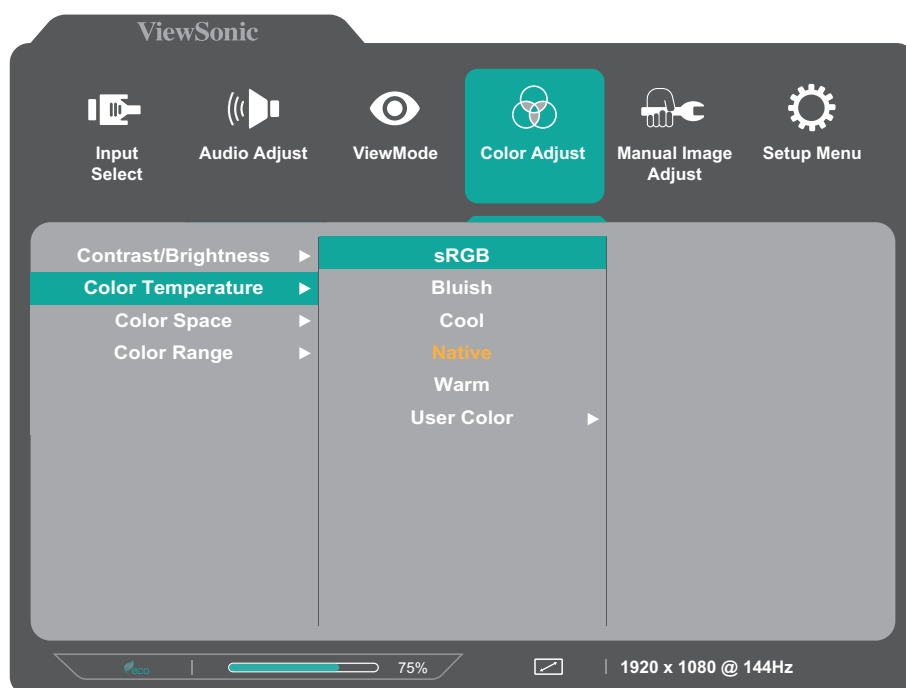 ViewSonic
Input
Select
Audio Adjust
ViewMode
Color Adjust
Manual Image
Adjust
Setup Menu
Contrast/Brightness
Color Temperature
Color Space
Color Range
sRGB
Bluish
Cool
Native
Warm
User Color
eco
75%
1920 x 1080 @ 144Hz